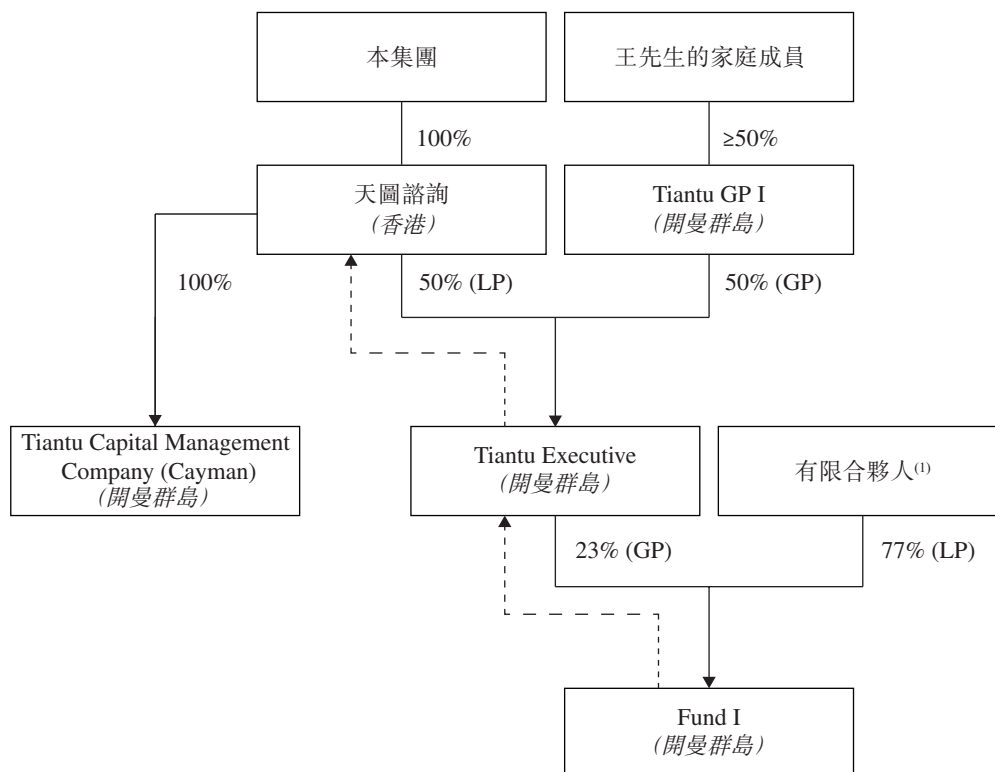 本集團
王先生的家庭成員
100%
≥50%
天圖諮詢
（香港）
Tiantu GP I
（開曼群島）
100%
50% (LP)
50% (GP)
Tiantu Capital Management
Company (Cayman)
（開曼群島）
Tiantu Executive
（開曼群島）
有限合夥人⁽¹⁾
23% (GP)
77% (LP)
Fund I
（開曼群島）